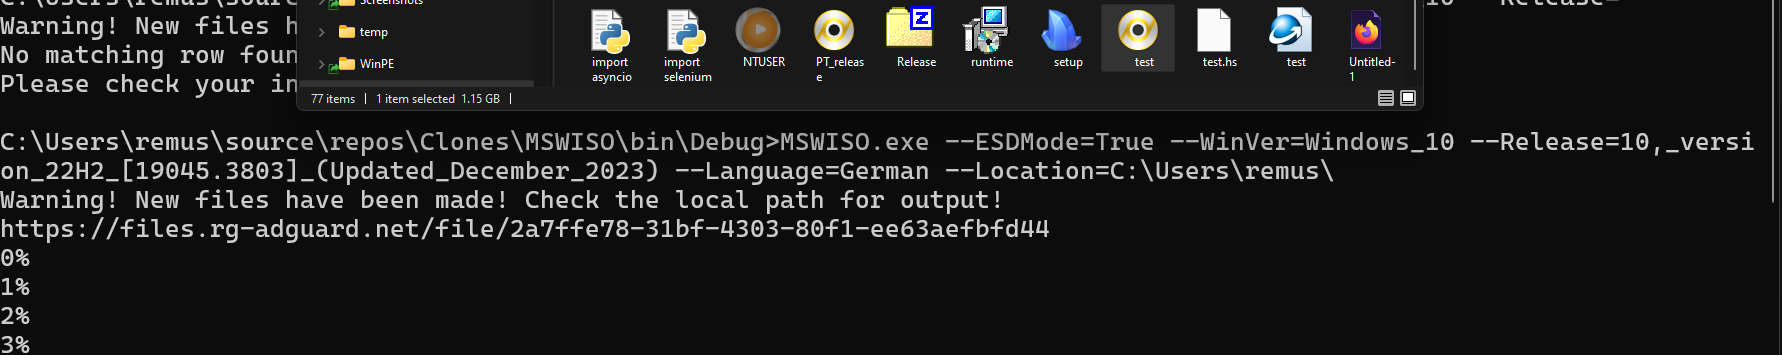 C:\Users\remus\sour
10 --Release=
Warning! New files h
No matching row foun
Please check your in
Screenshots
temp
WinPE
import asyncio
import selenium
NTUSER
PT_releas
e
Release
runtime
setup
test
test.hs
test
Untitled-
1
77 items
1 item selected 1.15 GB
C:\Users\remus\source\repos\Clones\MSWISO\bin\Debug>MSWISO.exe --ESDMode=True --WinVer=Windows_10 --Release=10,_versi
on_22H2_[19045.3803]_(Updated_December_2023) --Language=German --Location=C:\Users\remus\
Warning! New files have been made! Check the local path for output!
https://files.rg-adguard.net/file/2a7ffe78-31bf-4303-80f1-ee63aefbfd44
0%
1%
2%
3%